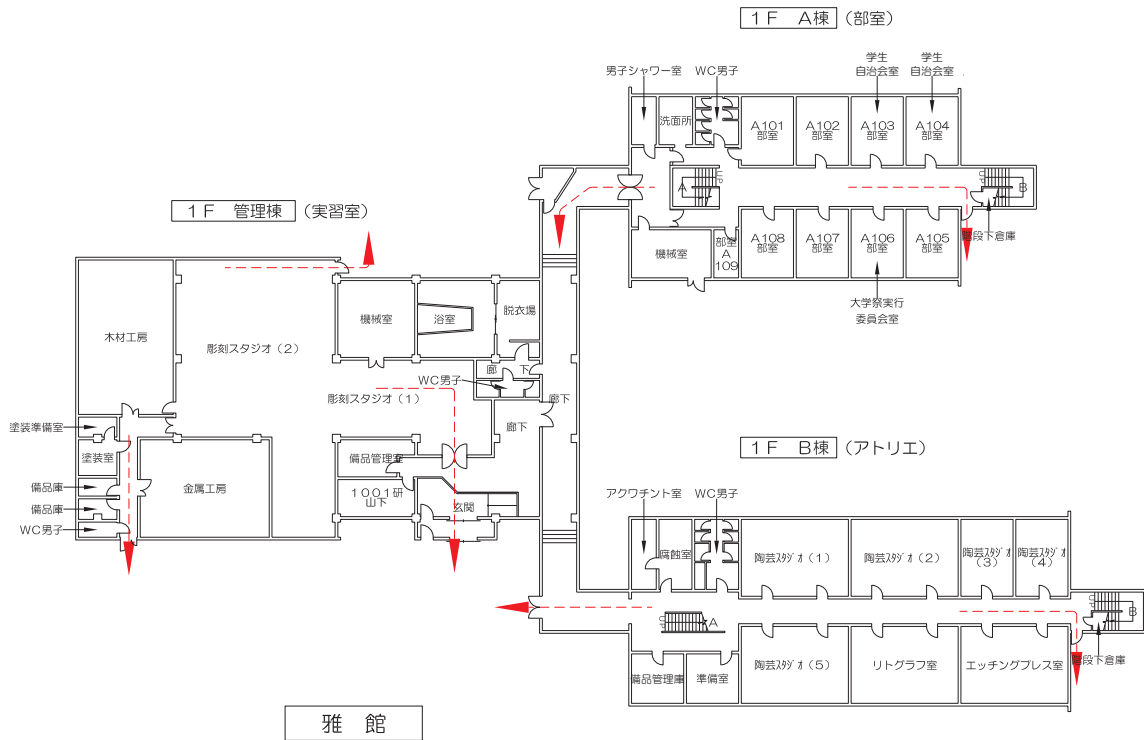 1F A棟 (部室)
学生
自治会室
学生
自治会室
男子シャワー室
WC男子
洗面所
A101
部室
A102
部室
A103
部室
A104
部室
UP
A
UP
B
階段下倉庫
機械室
部室
A
109
A108
部室
A107
部室
A106
部室
A105
部室
大学祭実行
委員会室
1F 管理棟 (実習室)
木材工房
彫刻スタジオ(2)
機械室
浴室
脱衣場
廊下
WC男子
彫刻スタジオ(1)
廊下
廊下
塗装準備室
塗装室
備品庫
備品庫
WC男子
金属工房
備品管理室
1001研
山下
玄関
1F B棟 (アトリエ)
アクワチント室
WC男子
腐蝕室
陶芸スタジオ(1)
陶芸スタジオ(2)
陶芸スタジオ
(3)
陶芸スタジオ
(4)
UP
A
UP
B
階段下倉庫
備品管理庫
準備室
陶芸スタジオ(5)
リトグラフ室
エッチングプレス室
雅館